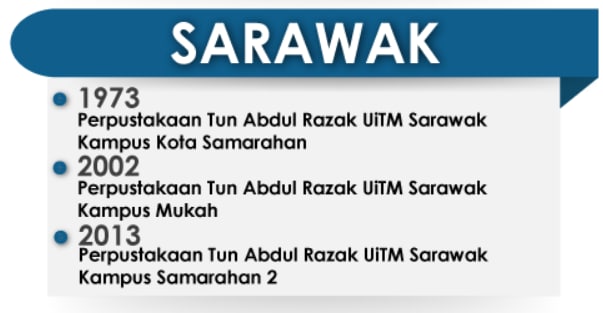 SARAWAK
1973
Perpustakaan Tun Abdul Razak UiTM Sarawak
Kampus Kota Samarahan
2002
Perpustakaan Tun Abdul Razak UiTM Sarawak
Kampus Mukah
2013
Perpustakaan Tun Abdul Razak UiTM Sarawak
Kampus Samarahan 2